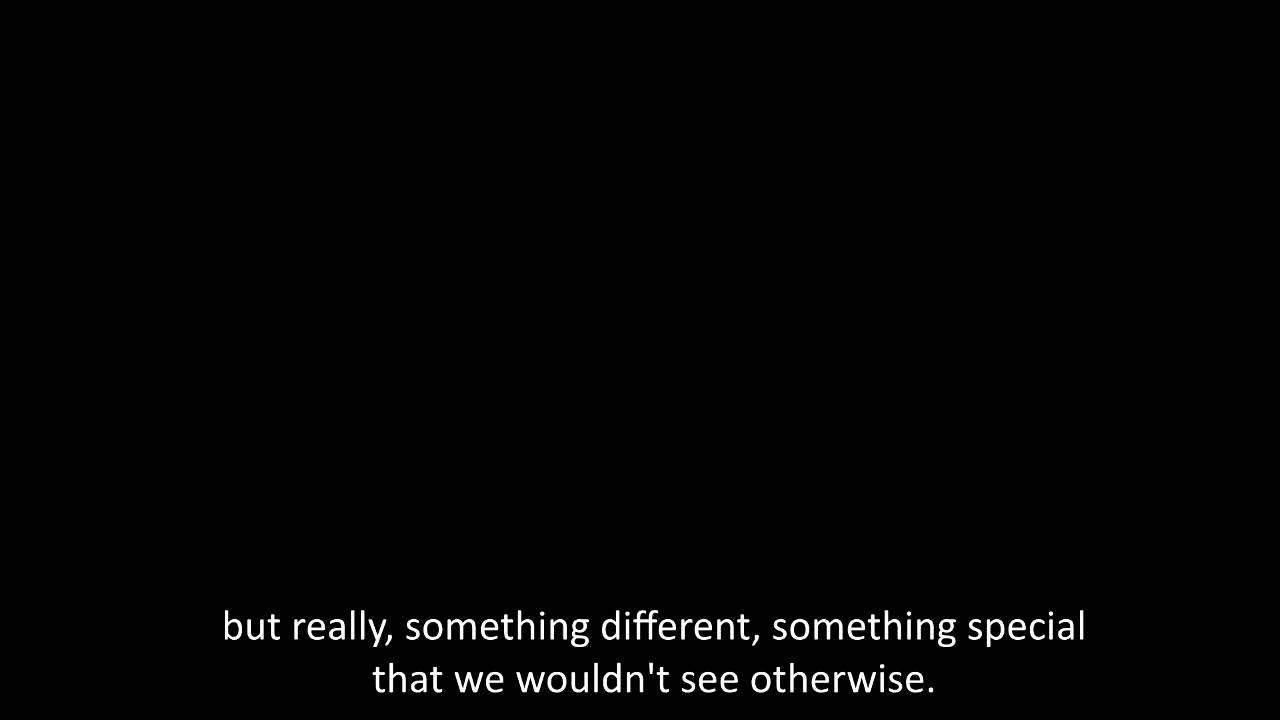 but really, something different, something special
that we wouldn't see otherwise.